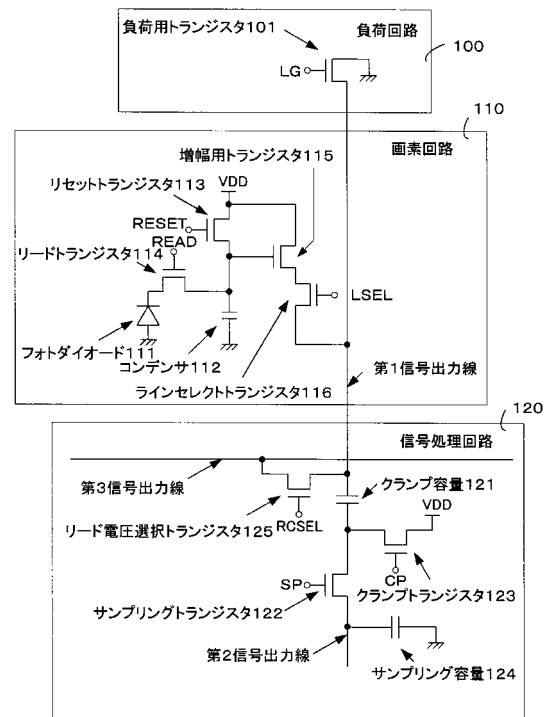 負荷用トランジスタ101
負荷回路
100
LG
110
画素回路
増幅用トランジスタ115
リセットトランジスタ113
VDD
RESET
READ
リードトランジスタ114
LSEL
フォトダイオード111
コンデンサ112
ラインセレクトトランジスタ116
第1信号出力線
120
信号処理回路
第3信号出力線
クランプ容量121
VDD
リード電圧選択トランジスタ125
RCSEL
SP
CP
サンプリングトランジスタ122
クランプトランジスタ123
第2信号出力線
サンプリング容量124